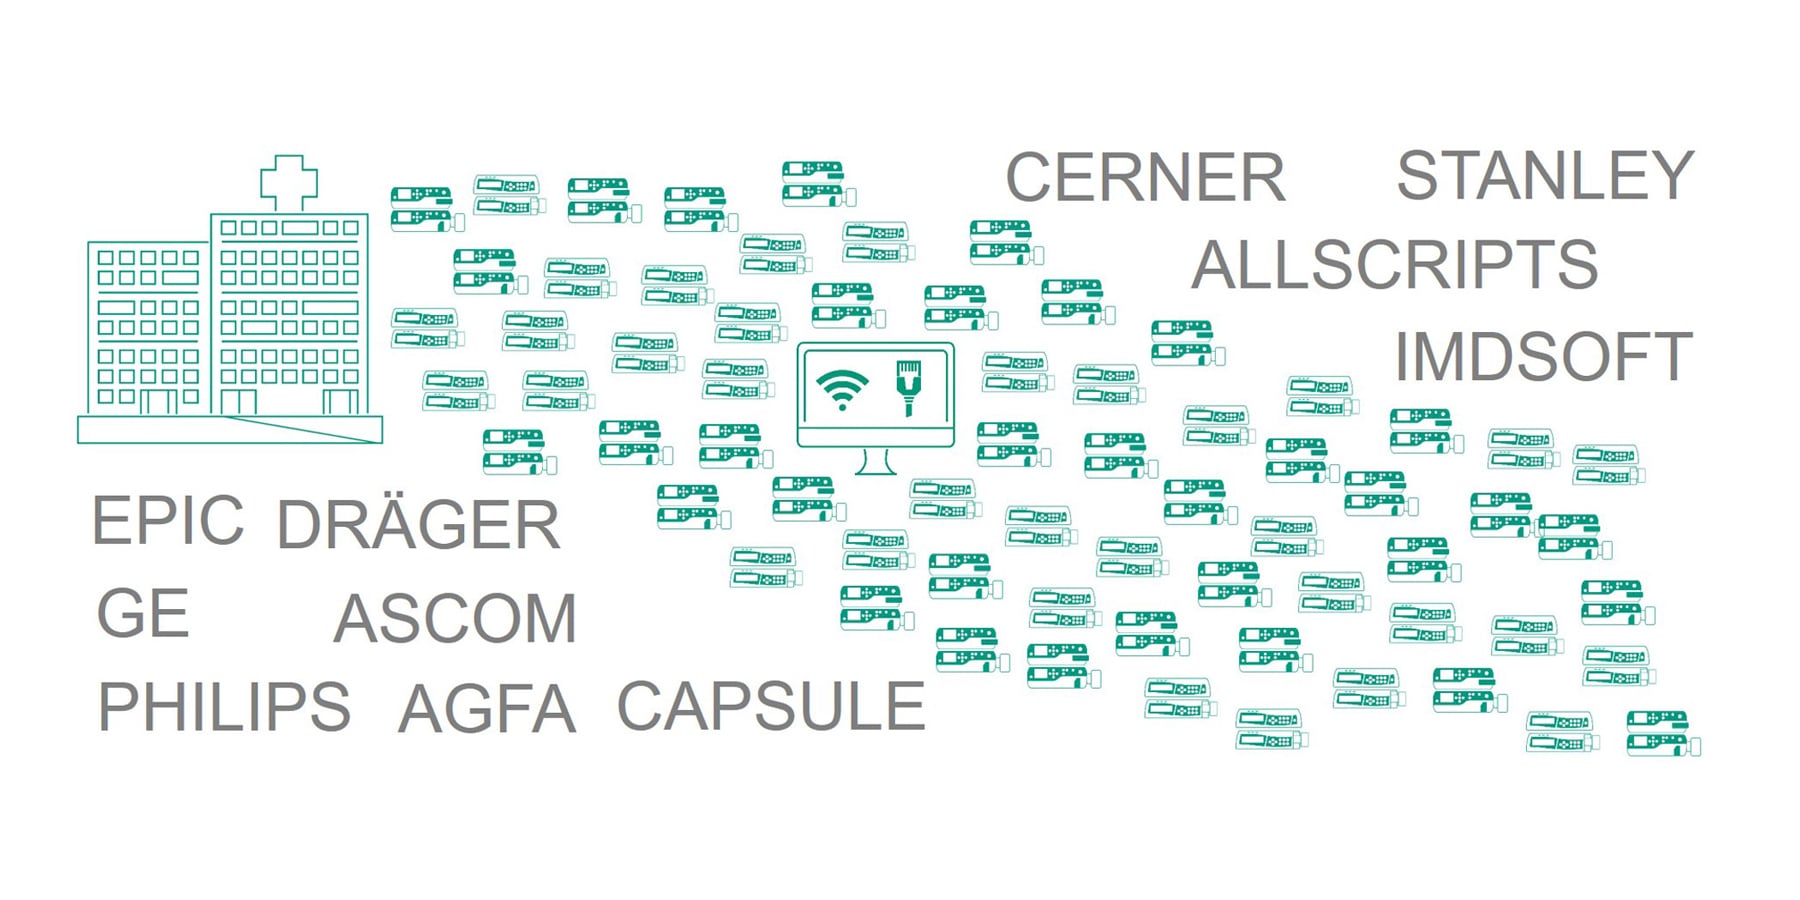 CERNER STANLEY
ALLSCRIPTS
IMDSOFT
EPIC DRÄGER
GE ASCOM
PHILIPS AGFA CAPSULE